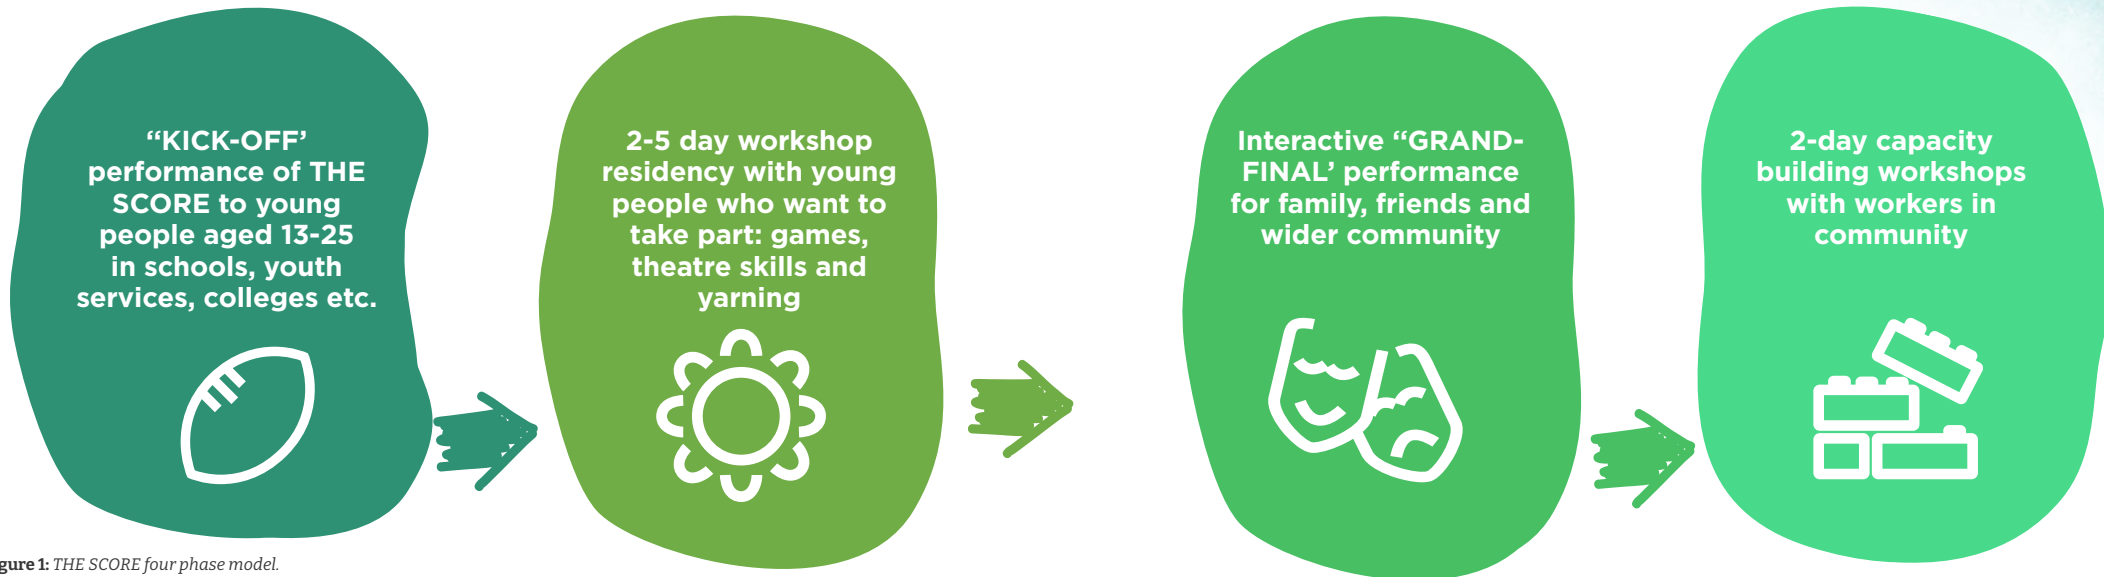 “KICK-OFF’
performance of THE
SCORE to young
people aged 13-25
in schools, youth
services, colleges etc.
2-5 day workshop
residency with young
people who want to
take part: games,
theatre skills and
yarning
Interactive “GRAND-
FINAL’ performance
for family, friends and
wider community
2-day capacity
building workshops
with workers in
community
gure 1: THE SCORE four phase model.